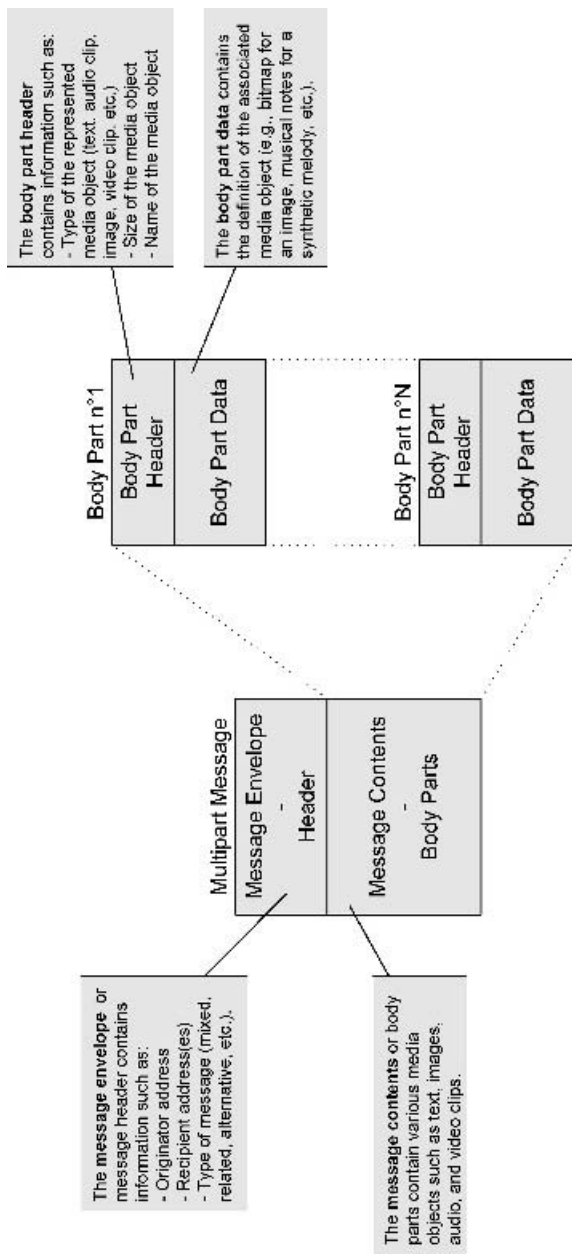 The message envelope or
message header contains
information such as:
- Originator address
- Recipient address(es)
- Type of message (mixed,
related, alternative, etc.).
The message contents or body
parts contain various media
objects such as text, images,
audio, and video clips.
Multipart Message
Message Envelope
-
Header
Message Contents
-
Body Parts
Body Part n°1
Body Part
Header
Body Part Data
Body Part n°N
Body Part
Header
Body Part Data
The body part header
contains information such as:
- Type of the represented
media object (text, audio clip,
image, video clip, etc.)
- Size of the media object
- Name of the media object
The body part data contains
the definition of the associated
media object (e.g., bitmap for
an image, musical notes for a
synthetic melody, etc.).